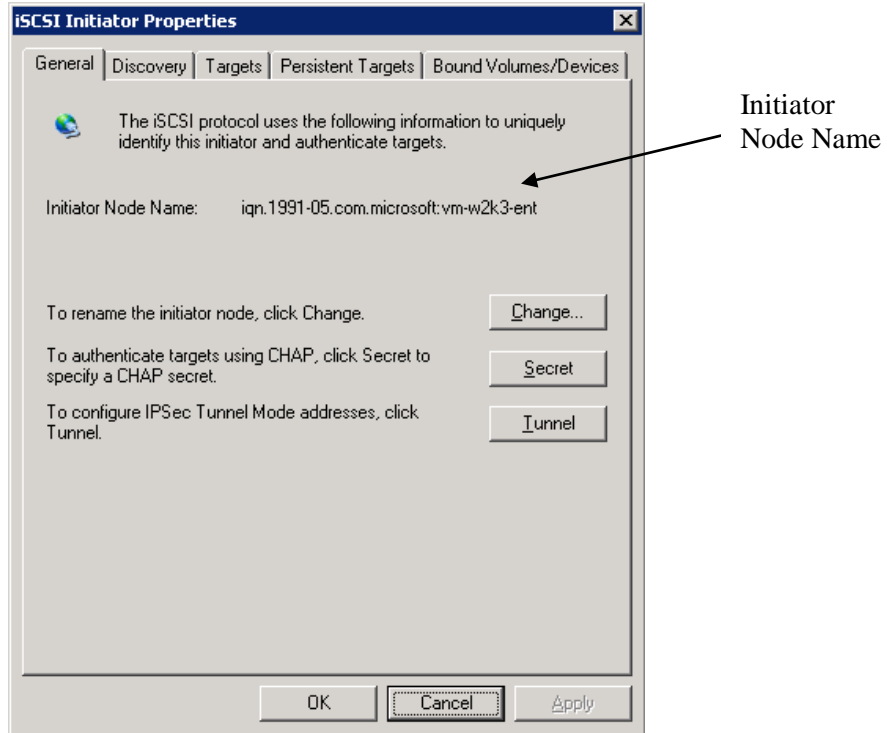 iSCSI Initiator Properties
General Discovery Targets Persistent Targets Bound Volumes/Devices
The iSCSI protocol uses the following information to uniquely
identify this initiator and authenticate targets.
Initiator
Node Name
Initiator Node Name: iqn.1991-05.com.microsoft:vm-w2k3-ent
To rename the initiator node, click Change.
Change...
To authenticate targets using CHAP, click Secret to
specify a CHAP secret.
Secret
To configure IPSec Tunnel Mode addresses, click
Tunnel.
Tunnel
OK Cancel Apply